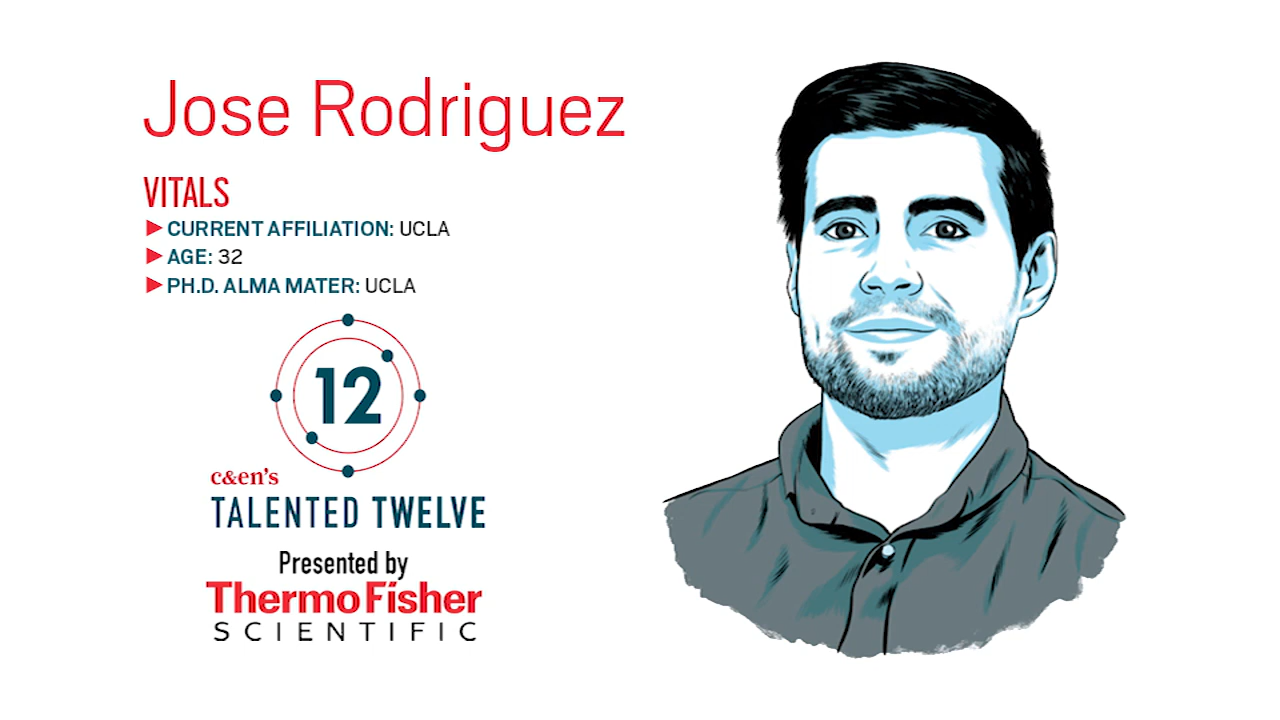 Jose Rodriguez
VITALS
▶ CURRENT AFFILIATION: UCLA
▶ AGE: 32
▶ PH.D. ALMA MATER: UCLA
12
c&en's
TALENTED TWELVE
Presented by
ThermoFisher
SCIENTIFIC